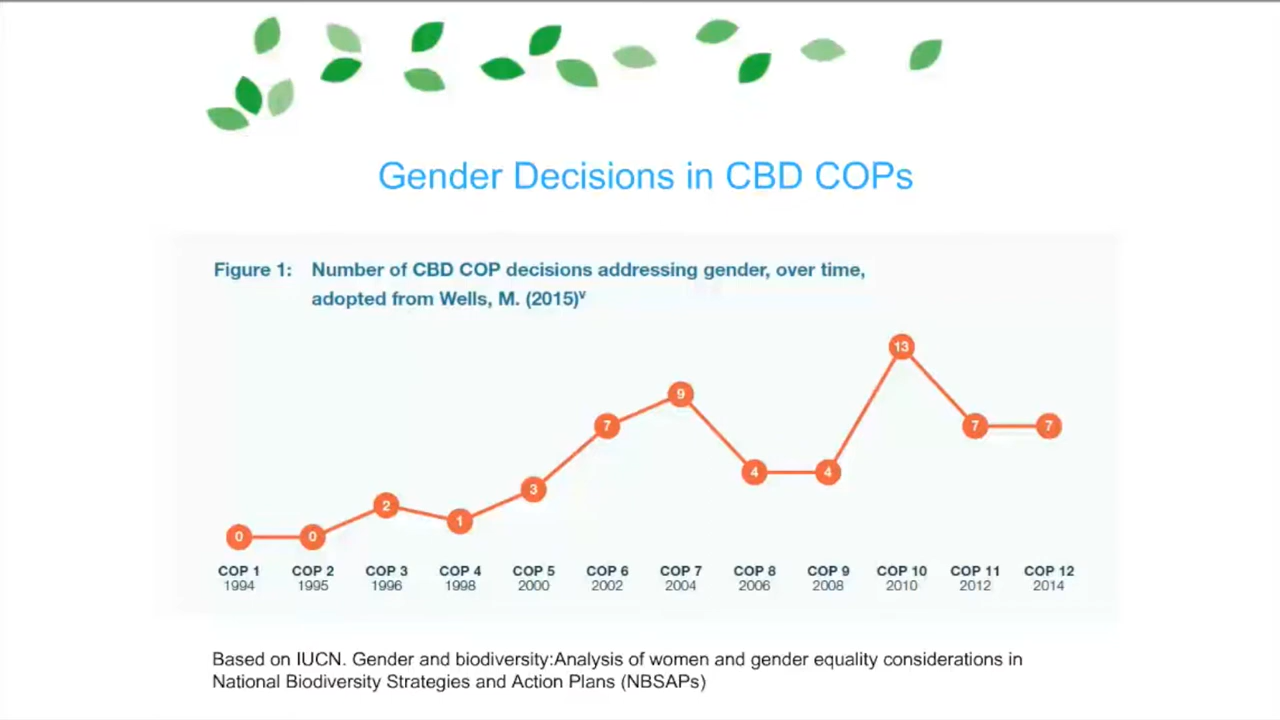 Gender Decisions in CBD COPs
Figure 1: Number of CBD COP decisions addressing gender, over time,
adopted from Wells, M. (2015)ᵛ
13
9
7
7
7
4
4
3
2
1
0
0
COP 1 COP 2 COP 3 COP 4 COP 5 COP 6 COP 7 COP 8 COP 9 COP 10 COP 11 COP 12
1994 1995 1996 1998 2000 2002 2004 2006 2008 2010 2012 2014
Based on IUCN. Gender and biodiversity:Analysis of women and gender equality considerations in
National Biodiversity Strategies and Action Plans (NBSAPs)